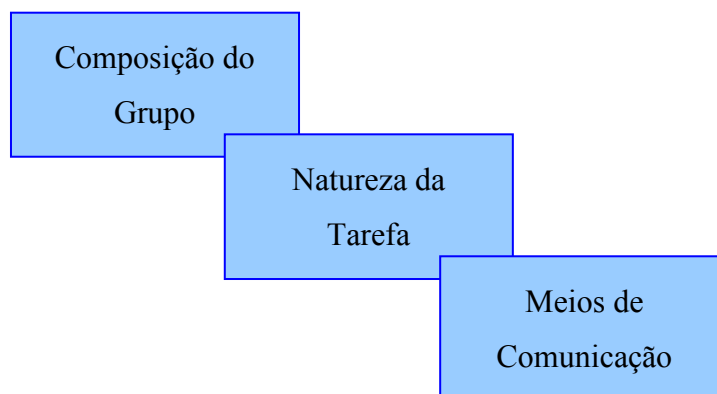 Composição do
Grupo
Natureza da
Tarefa
Meios de
Comunicação